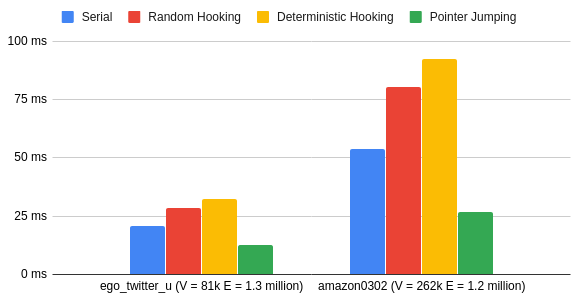 Serial Random Hooking Deterministic Hooking Pointer Jumping
100 ms
75 ms
50 ms
25 ms
0 ms
ego_twitter_u (V = 81k E = 1.3 million) amazon0302 (V = 262k E = 1.2 million)